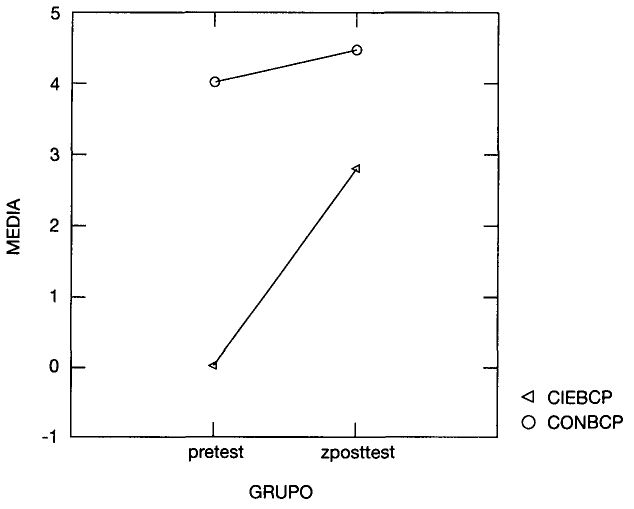 5
4
3
2
1
0
-1
MEDIA
pretest zposttest
GRUPO
CIEBCP
CONBCP